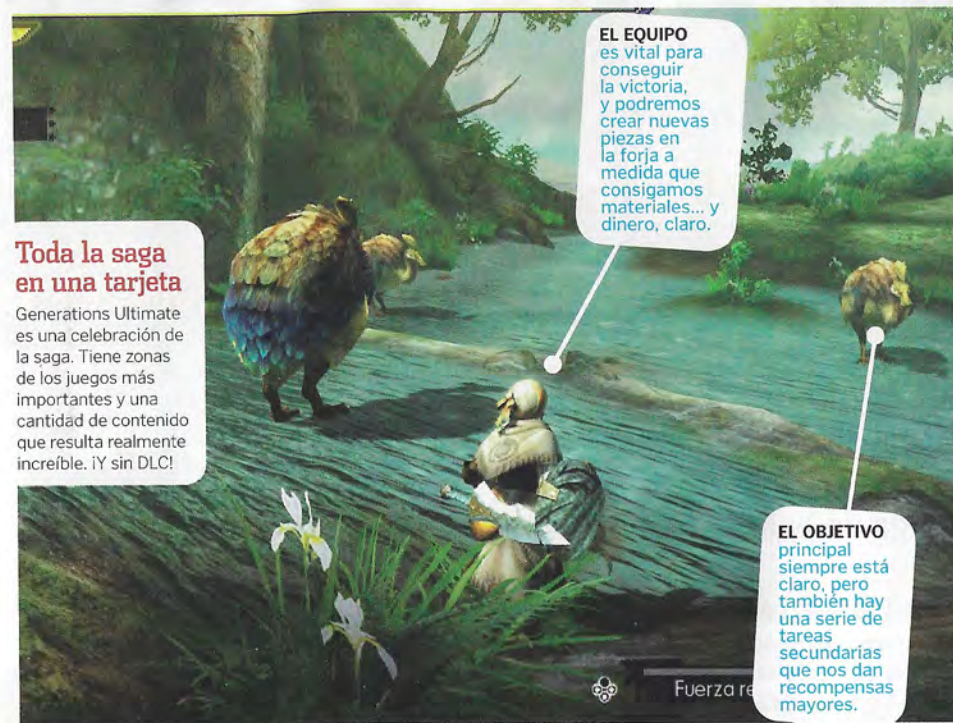 EL EQUIPO
es vital para
conseguir
la victoria,
y podremos
crear nuevas
piezas en
la forja a
medida que
consigamos
materiales... y
dinero, claro.
Toda la saga
en una tarjeta
Generations Ultimate
es una celebración de
la saga. Tiene zonas
de los juegos más
importantes y una
cantidad de contenido
que resulta realmente
increíble. ¡Y sin DLC!
EL OBJETIVO
principal
siempre está
claro, pero
también hay
una serie de
tareas
secundarias
que nos dan
recompensas
mayores.
Fuerza re